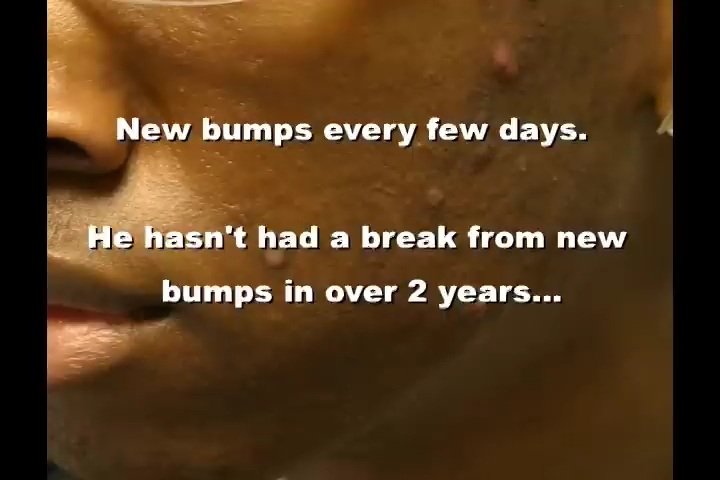 New bumps every few days.
He hasn't had a break from new
bumps in over 2 years...